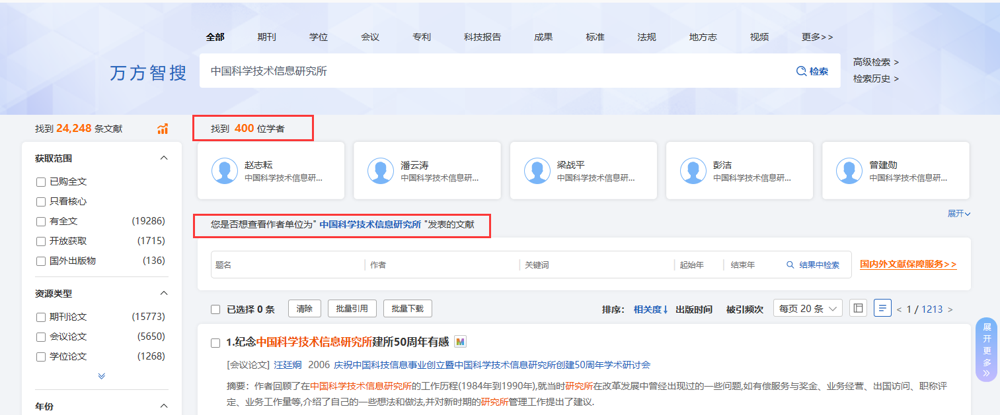 全部 期刊 学位 会议 专利 科技报告 成果 标准 法规 地方志 视频 更多>>
万方智搜
中国科学技术信息研究所
检索
高级检索 >
检索历史 >
找到 24,248 条文献
找到 400 位学者
获取范围
已购全文
只看核心
有全文 (19286)
开放获取 (1715)
国外出版物 (136)
资源类型
期刊论文 (15773)
会议论文 (5650)
学位论文 (1268)
年份
赵志耘
中国科学技术信息研...
潘云涛
中国科学技术信息研...
梁战平
中国科学技术信息研...
彭洁
中国科学技术信息研...
曾建勋
中国科学技术信息研...
展开
您是否想查看作者单位为" 中国科学技术信息研究所 "发表的文献
题名 作者 关键词 起始年 结束年 结果中检索
国内外文献保障服务>>
已选择 0 条 清除 批量引用 批量下载
排序： 相关度↓ 出版时间 被引频次 每页 20 条 < 1 / 1213 >
1.纪念中国科学技术信息研究所建所50周年有感 M
[会议论文] 汪廷炯 2006 庆祝中国科技信息事业创立暨中国科学技术信息研究所创建50周年学术研讨会
摘要：作者回顾了在中国科学技术信息研究所的工作历程(1984年到1990年),就当时研究所在改革发展中曾经出现过的一些问题,如有偿服务与奖金、业务经营、出国访问、职称评
定、业务工作量等,介绍了自己的一些想法和做法,并对新时期的研究所管理工作提出了建议.
展
开
更
多